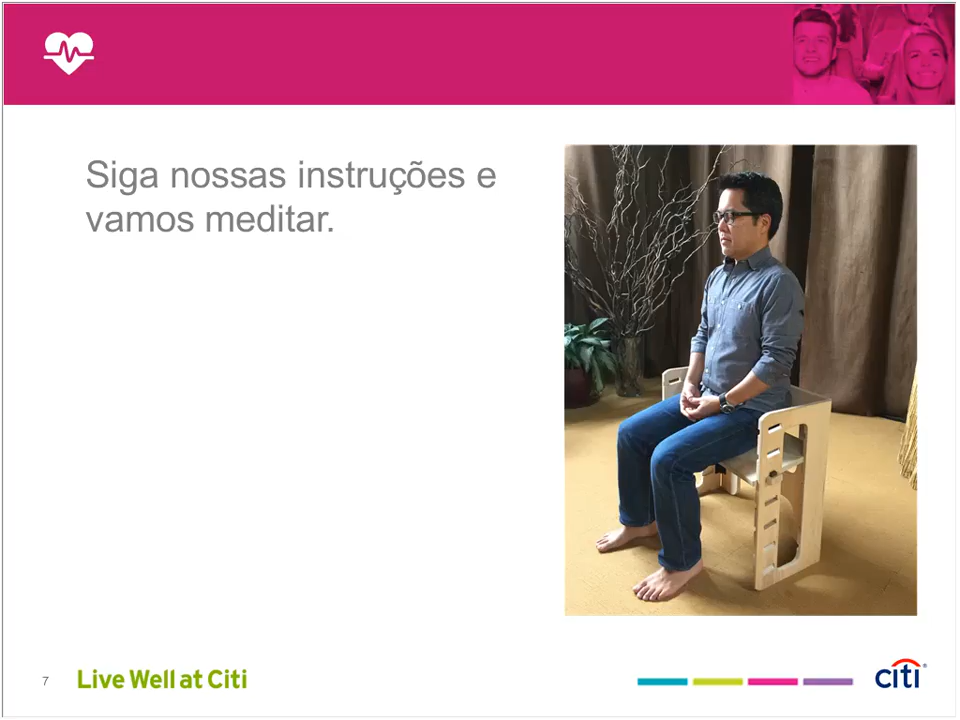 Siga nossas instruções e
vamos meditar.
7
Live Well at Citi
citi®